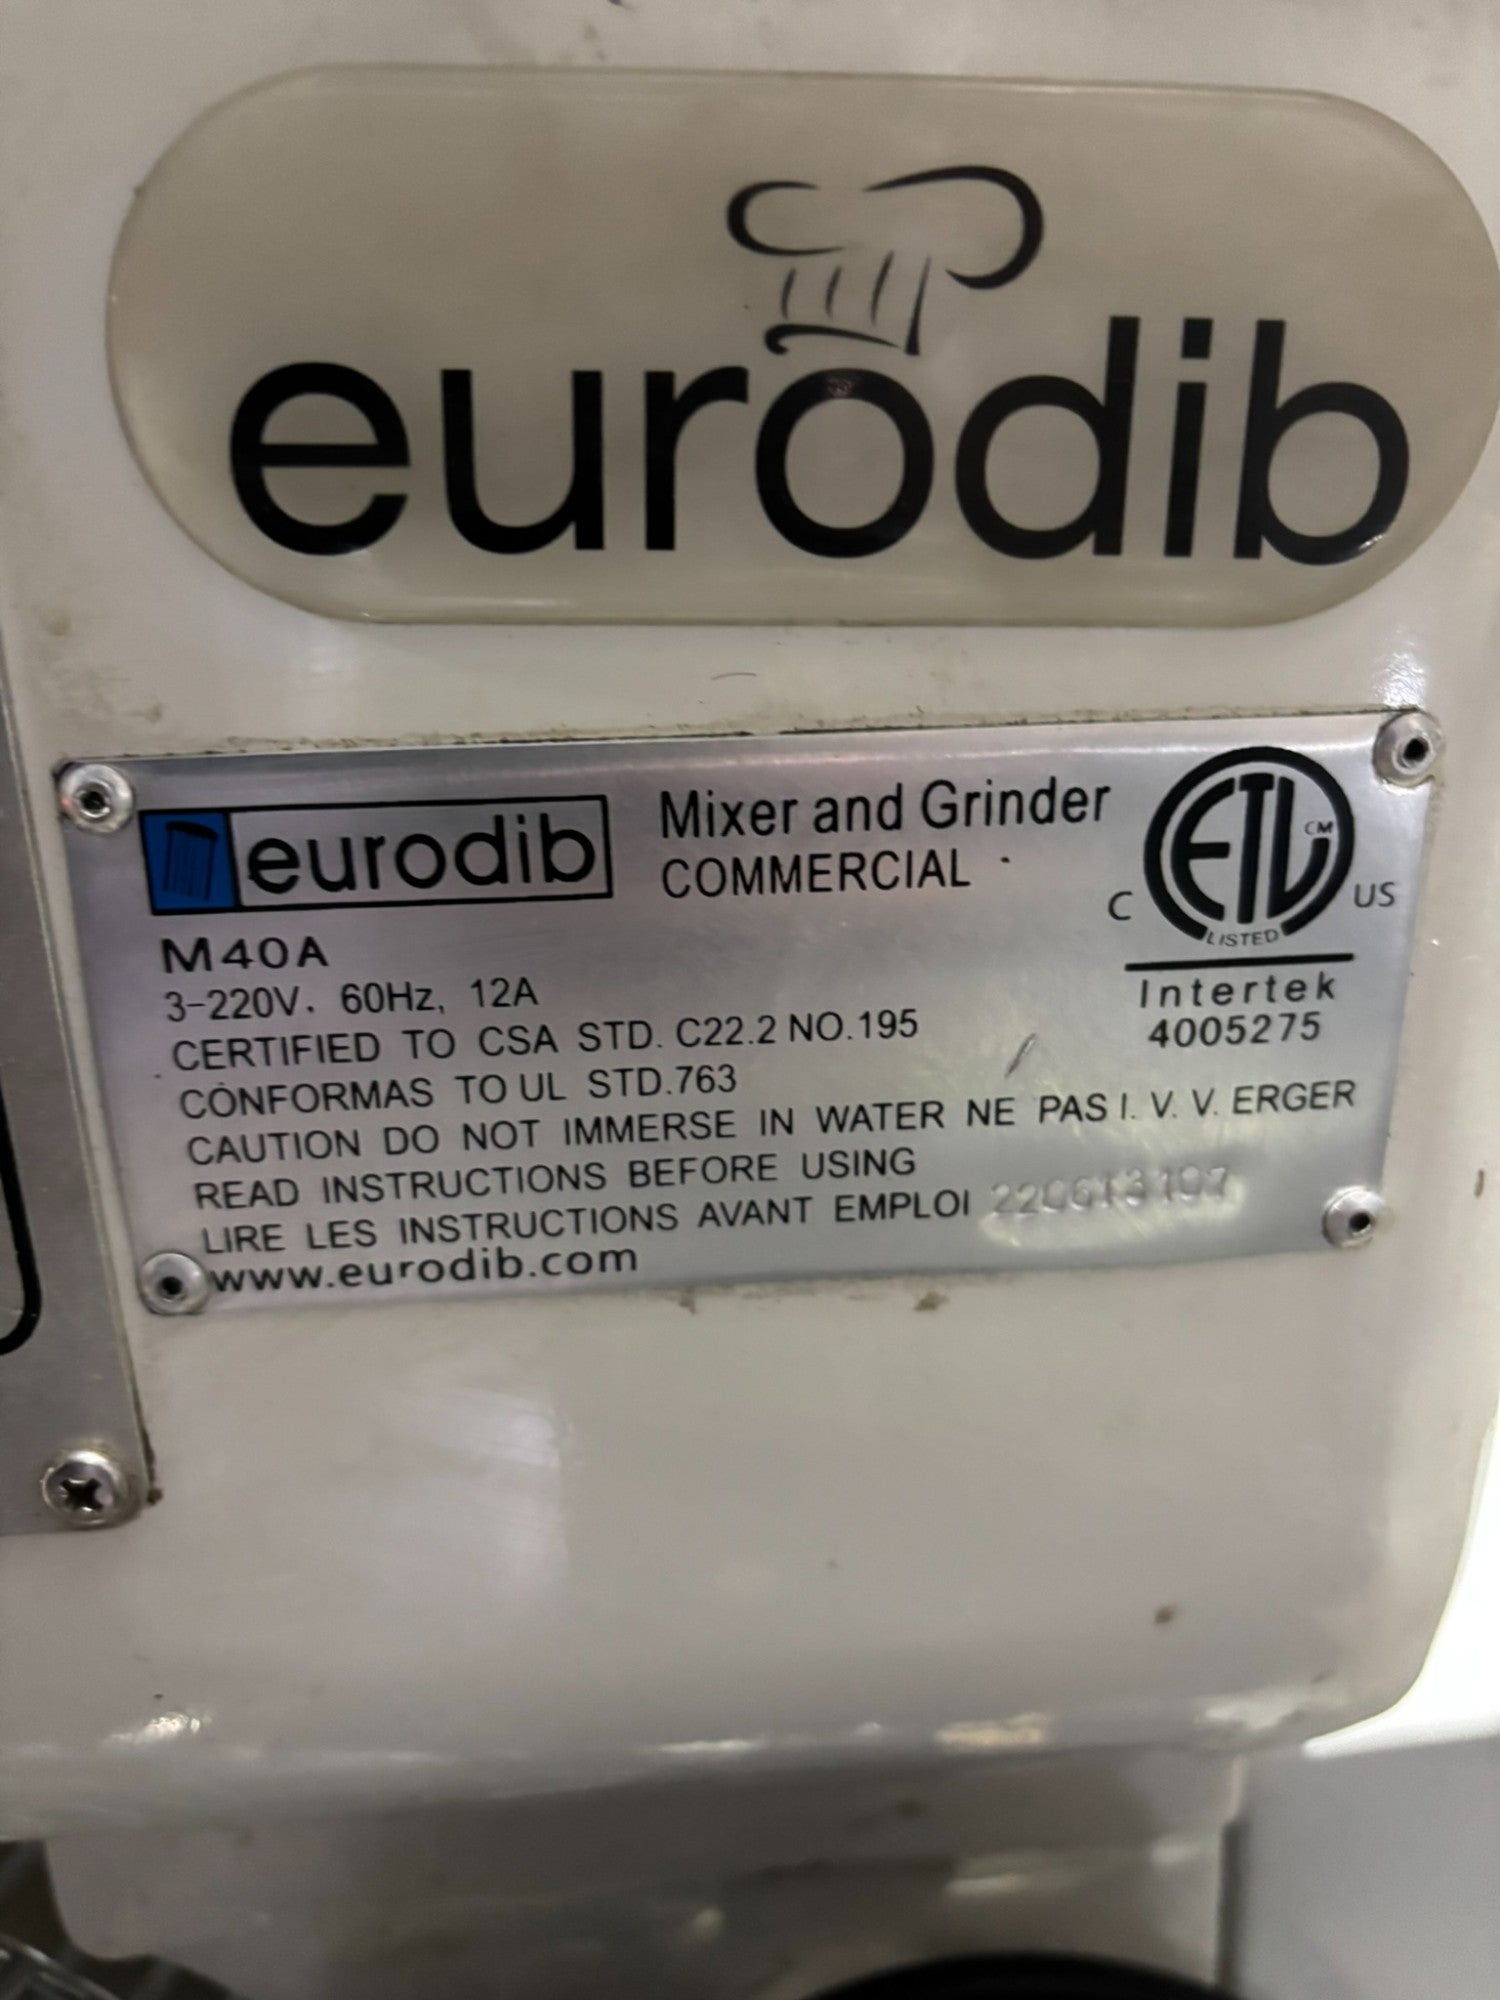 eurodib
eurodib
Mixer and Grinder
COMMERCIAL
ETL CM
C US
LISTED
Intertek
4005275
M40A
3-220V. 60Hz, 12A
CERTIFIED TO CSA STD. C22.2 NO.195
CONFORMAS TO UL STD.763
CAUTION DO NOT IMMERSE IN WATER NE PAS I. V. V. ERGER
READ INSTRUCTIONS BEFORE USING
LIRE LES INSTRUCTIONS AVANT EMPLOI
www.eurodib.com